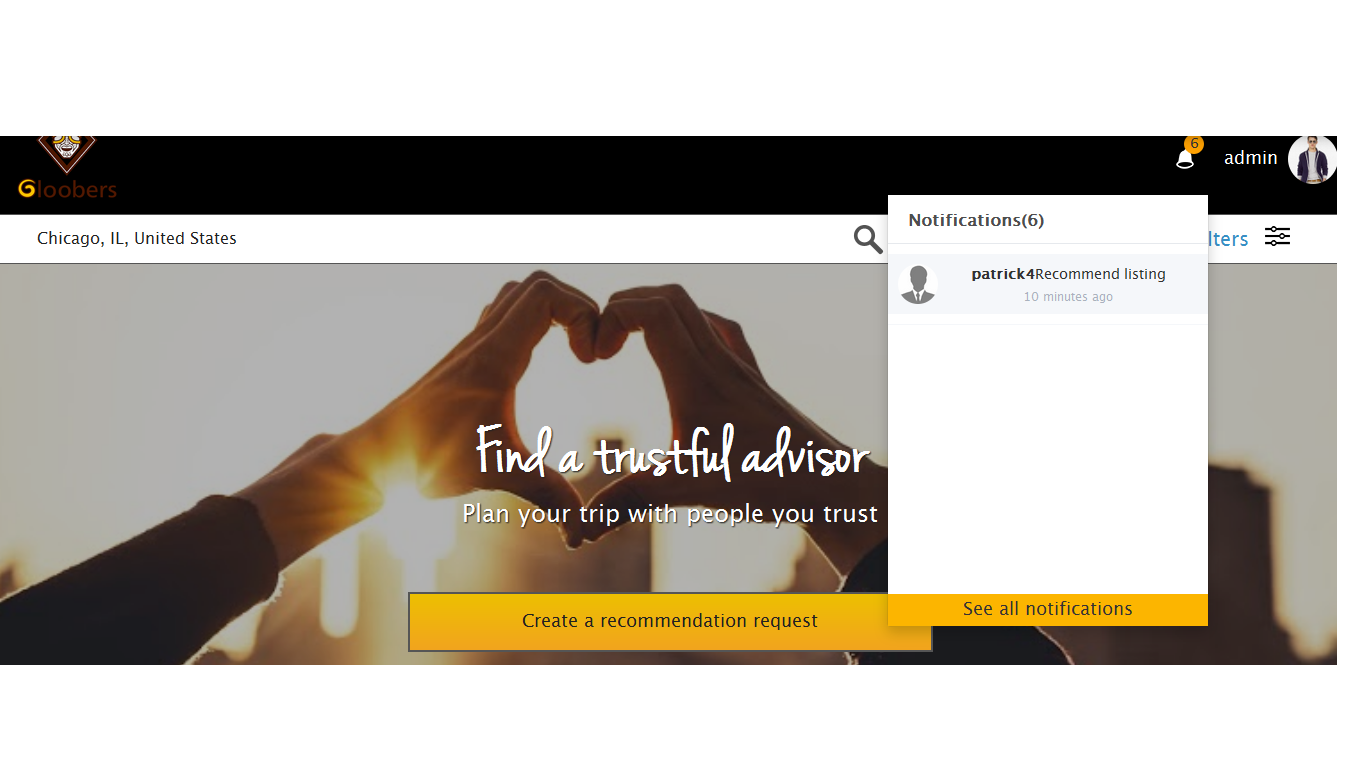 Gloobers
6
admin
Chicago, IL, United States
lters
Notifications(6)
patrick4Recommend listing
10 minutes ago
See all notifications
Find a trustful advisor
Plan your trip with people you trust
Create a recommendation request